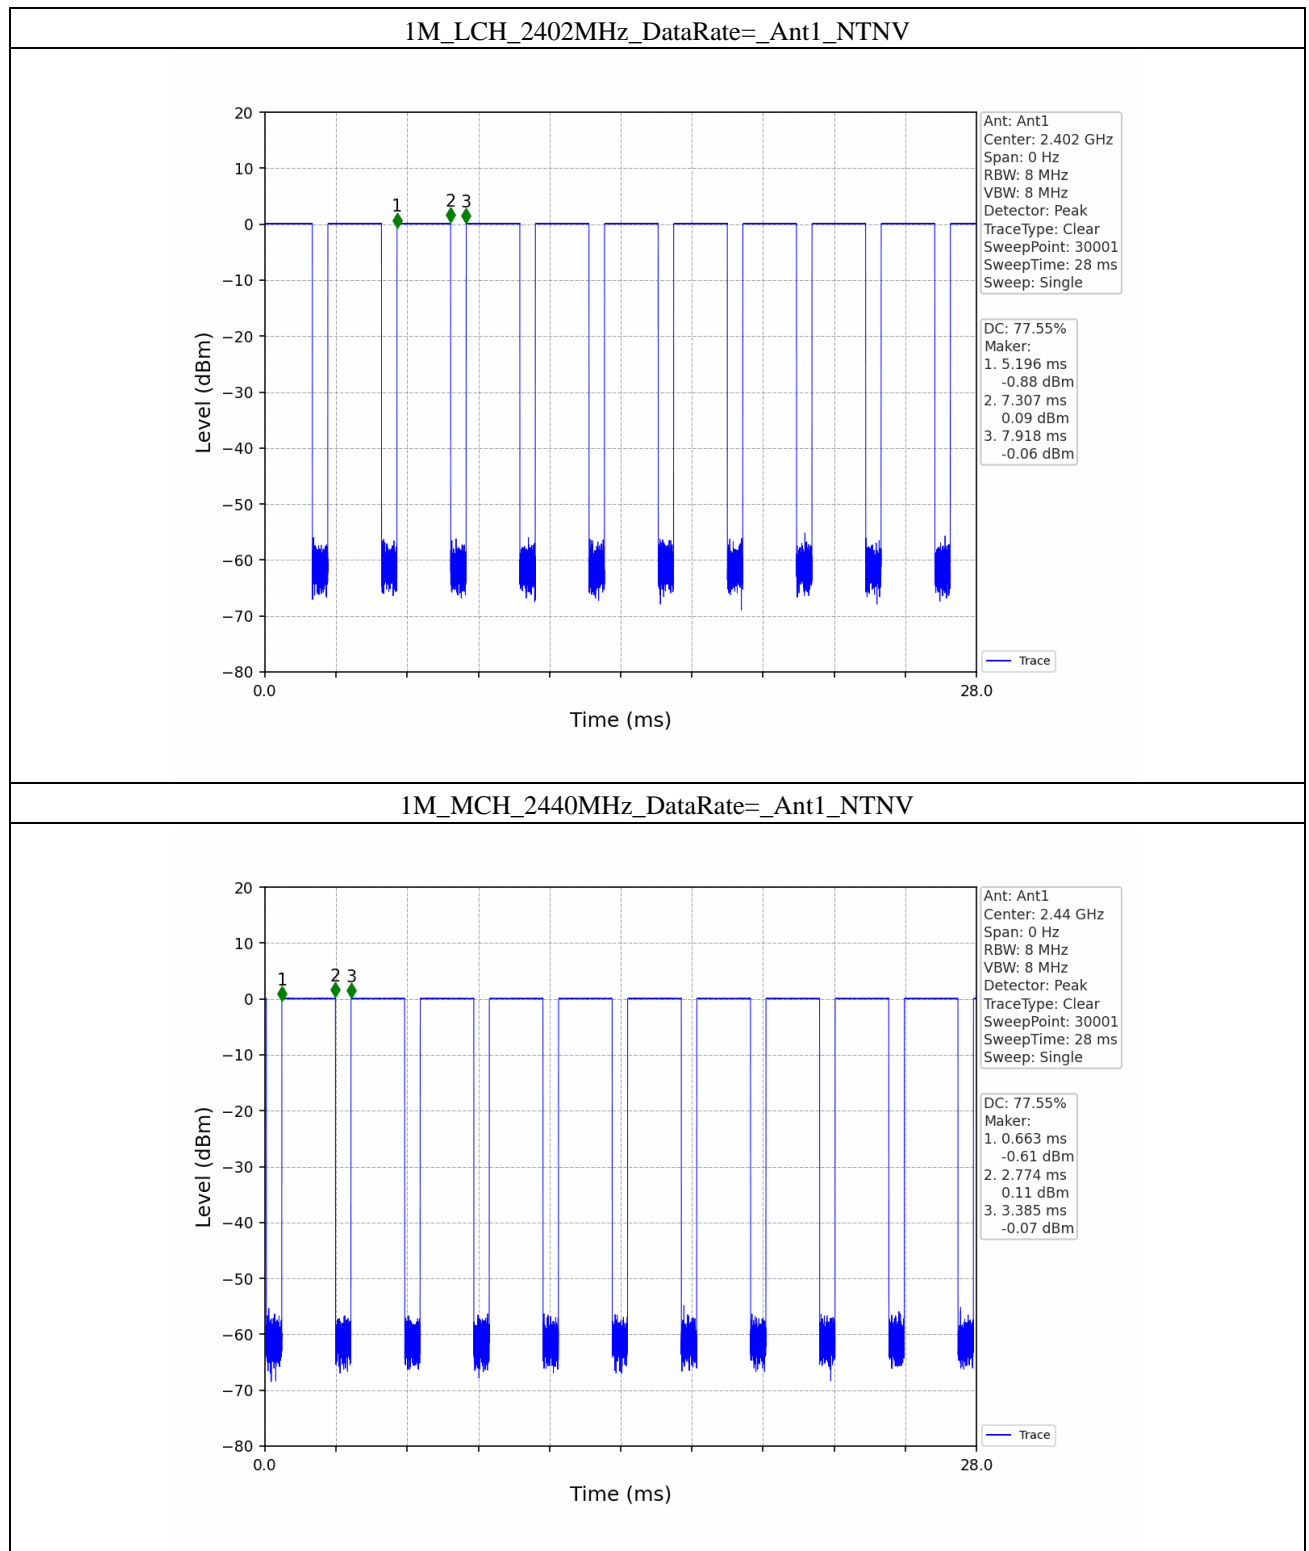 1M_LCH_2402MHz_DataRate=_Ant1_NTNV
20
10
0
−10
−20
−30
−40
−50
−60
−70
−80
Level (dBm)
1
2
3
0.0
28.0
Time (ms)
Ant: Ant1
Center: 2.402 GHz
Span: 0 Hz
RBW: 8 MHz
VBW: 8 MHz
Detector: Peak
TraceType: Clear
SweepPoint: 30001
SweepTime: 28 ms
Sweep: Single
DC: 77.55%
Maker:
1. 5.196 ms
-0.88 dBm
2. 7.307 ms
0.09 dBm
3. 7.918 ms
-0.06 dBm
Trace
1M_MCH_2440MHz_DataRate=_Ant1_NTNV
20
10
0
−10
−20
−30
−40
−50
−60
−70
−80
Level (dBm)
1
2
3
0.0
28.0
Time (ms)
Ant: Ant1
Center: 2.44 GHz
Span: 0 Hz
RBW: 8 MHz
VBW: 8 MHz
Detector: Peak
TraceType: Clear
SweepPoint: 30001
SweepTime: 28 ms
Sweep: Single
DC: 77.55%
Maker:
1. 0.663 ms
-0.61 dBm
2. 2.774 ms
0.11 dBm
3. 3.385 ms
-0.07 dBm
Trace